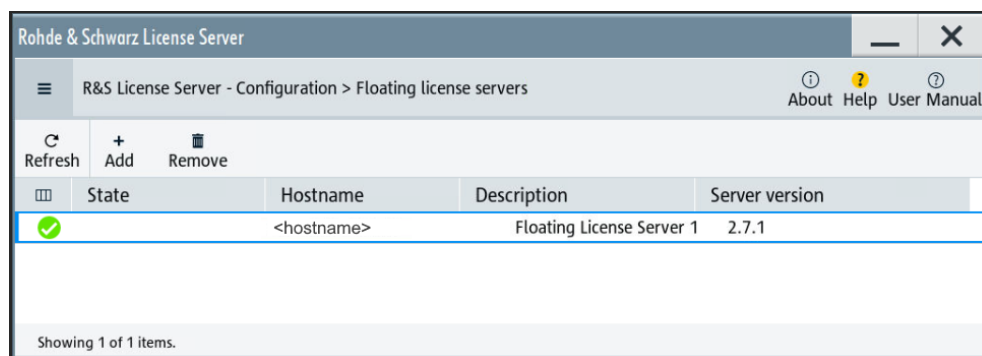 Rohde & Schwarz License Server
R&S License Server - Configuration > Floating license servers
About Help User Manual
Refresh Add Remove
State Hostname Description Server version
<hostname> Floating License Server 1 2.7.1
Showing 1 of 1 items.